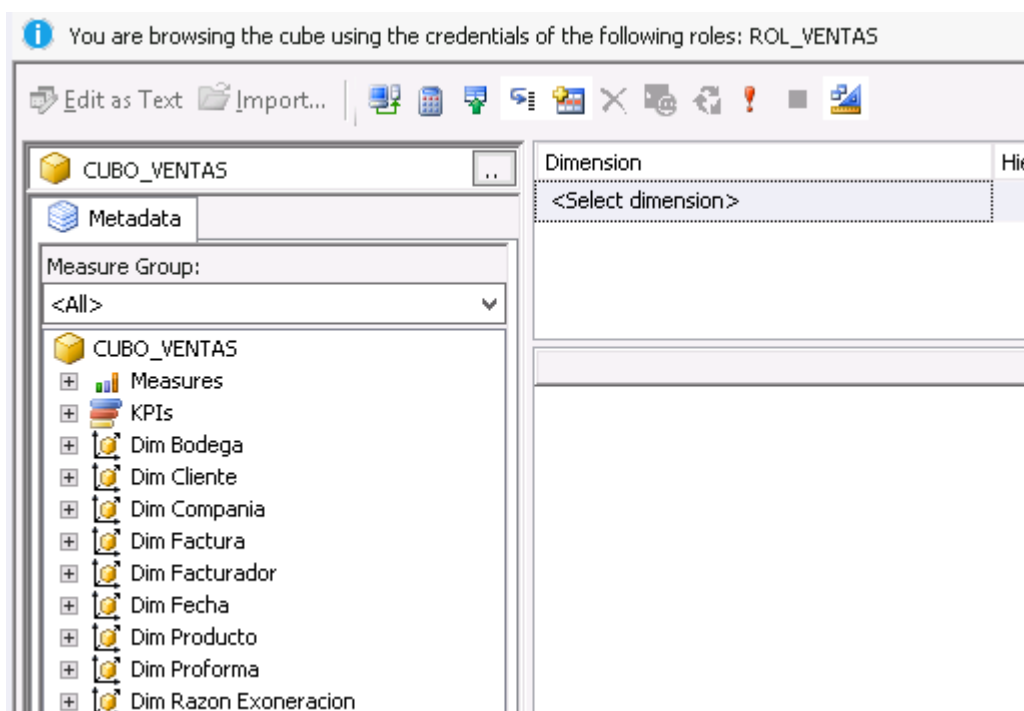 You are browsing the cube using the credentials of the following roles: ROL_VENTAS
Edit as Text Import...
CUBO_VENTAS ..
Metadata
Measure Group:
<All>
CUBO_VENTAS
Measures
KPIs
Dim Bodega
Dim Cliente
Dim Compania
Dim Factura
Dim Facturador
Dim Fecha
Dim Producto
Dim Proforma
Dim Razon Exoneracion
Dimension Hie
<Select dimension>